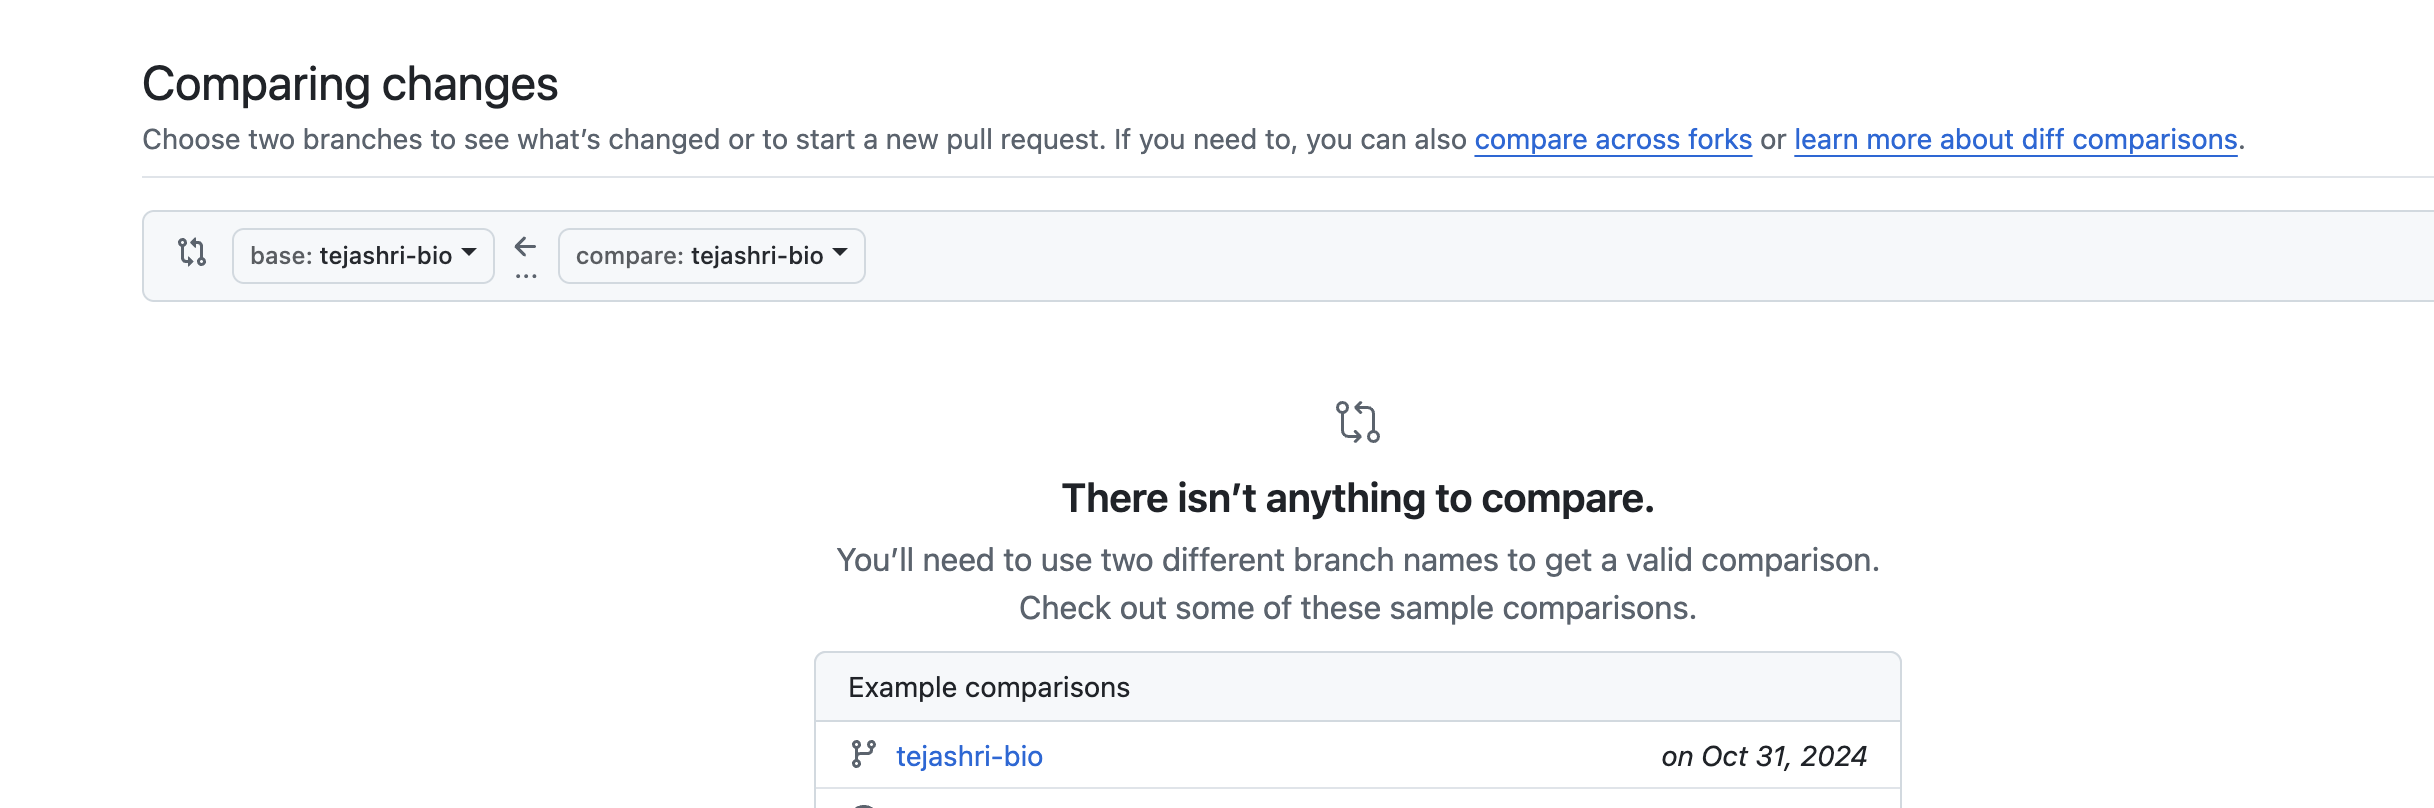 Comparing changes
Choose two branches to see what’s changed or to start a new pull request. If you need to, you can also compare across forks or learn more about diff comparisons.
base: tejashri-bio
...
compare: tejashri-bio
There isn’t anything to compare.
You’ll need to use two different branch names to get a valid comparison.
Check out some of these sample comparisons.
Example comparisons
tejashri-bio on Oct 31, 2024